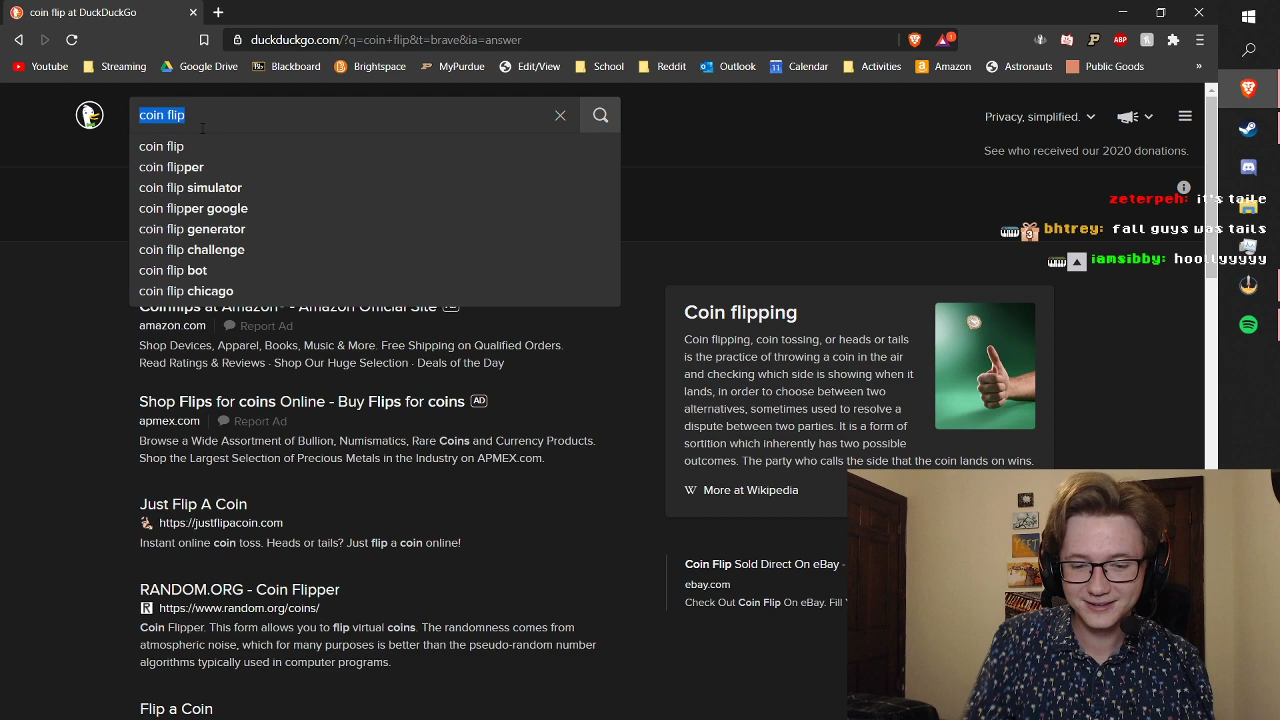 coin flip at DuckDuckGo
duckduckgo.com/?q=coin+flip&t=brave&ia=answer
1
ABP
Youtube
Streaming
Google Drive
Bb
Blackboard
Brightspace
MyPurdue
Edit/View
School
Reddit
Outlook
Calendar
Activities
Amazon
Astronauts
Public Goods
»
coin flip
Privacy, simplified.
See who received our 2020 donations.
coin flip
coin flipper
coin flip simulator
coin flipper google
coin flip generator
coin flip challenge
coin flip bot
coin flip chicago
zeterpeh: it's taile
bhtrey: fall guys was tails
iamsibby: hoollyyyyy
Coinflips at Amazon® - Amazon Official Site
amazon.com
Report Ad
Shop Devices, Apparel, Books, Music & More. Free Shipping on Qualified Orders.
Read Ratings & Reviews · Shop Our Huge Selection · Deals of the Day
Shop Flips for coins Online - Buy Flips for coins AD
apmex.com
Report Ad
Browse a Wide Assortment of Bullion, Numismatics, Rare Coins and Currency Products.
Shop the Largest Selection of Precious Metals in the Industry on APMEX.com.
Just Flip A Coin
https://justflipacoin.com
Instant online coin toss. Heads or tails? Just flip a coin online!
RANDOM.ORG - Coin Flipper
https://www.random.org/coins/
Coin Flipper. This form allows you to flip virtual coins. The randomness comes from
atmospheric noise, which for many purposes is better than the pseudo-random number
algorithms typically used in computer programs.
Flip a Coin
Coin flipping
Coin flipping, coin tossing, or heads or tails
is the practice of throwing a coin in the air
and checking which side is showing when it
lands, in order to choose between two
alternatives, sometimes used to resolve a
dispute between two parties. It is a form of
sortition which inherently has two possible
outcomes. The party who calls the side that the coin lands on wins.
W More at Wikipedia
Coin Flip Sold Direct On eBay -
ebay.com
Check Out Coin Flip On eBay. Fill Y
YEET